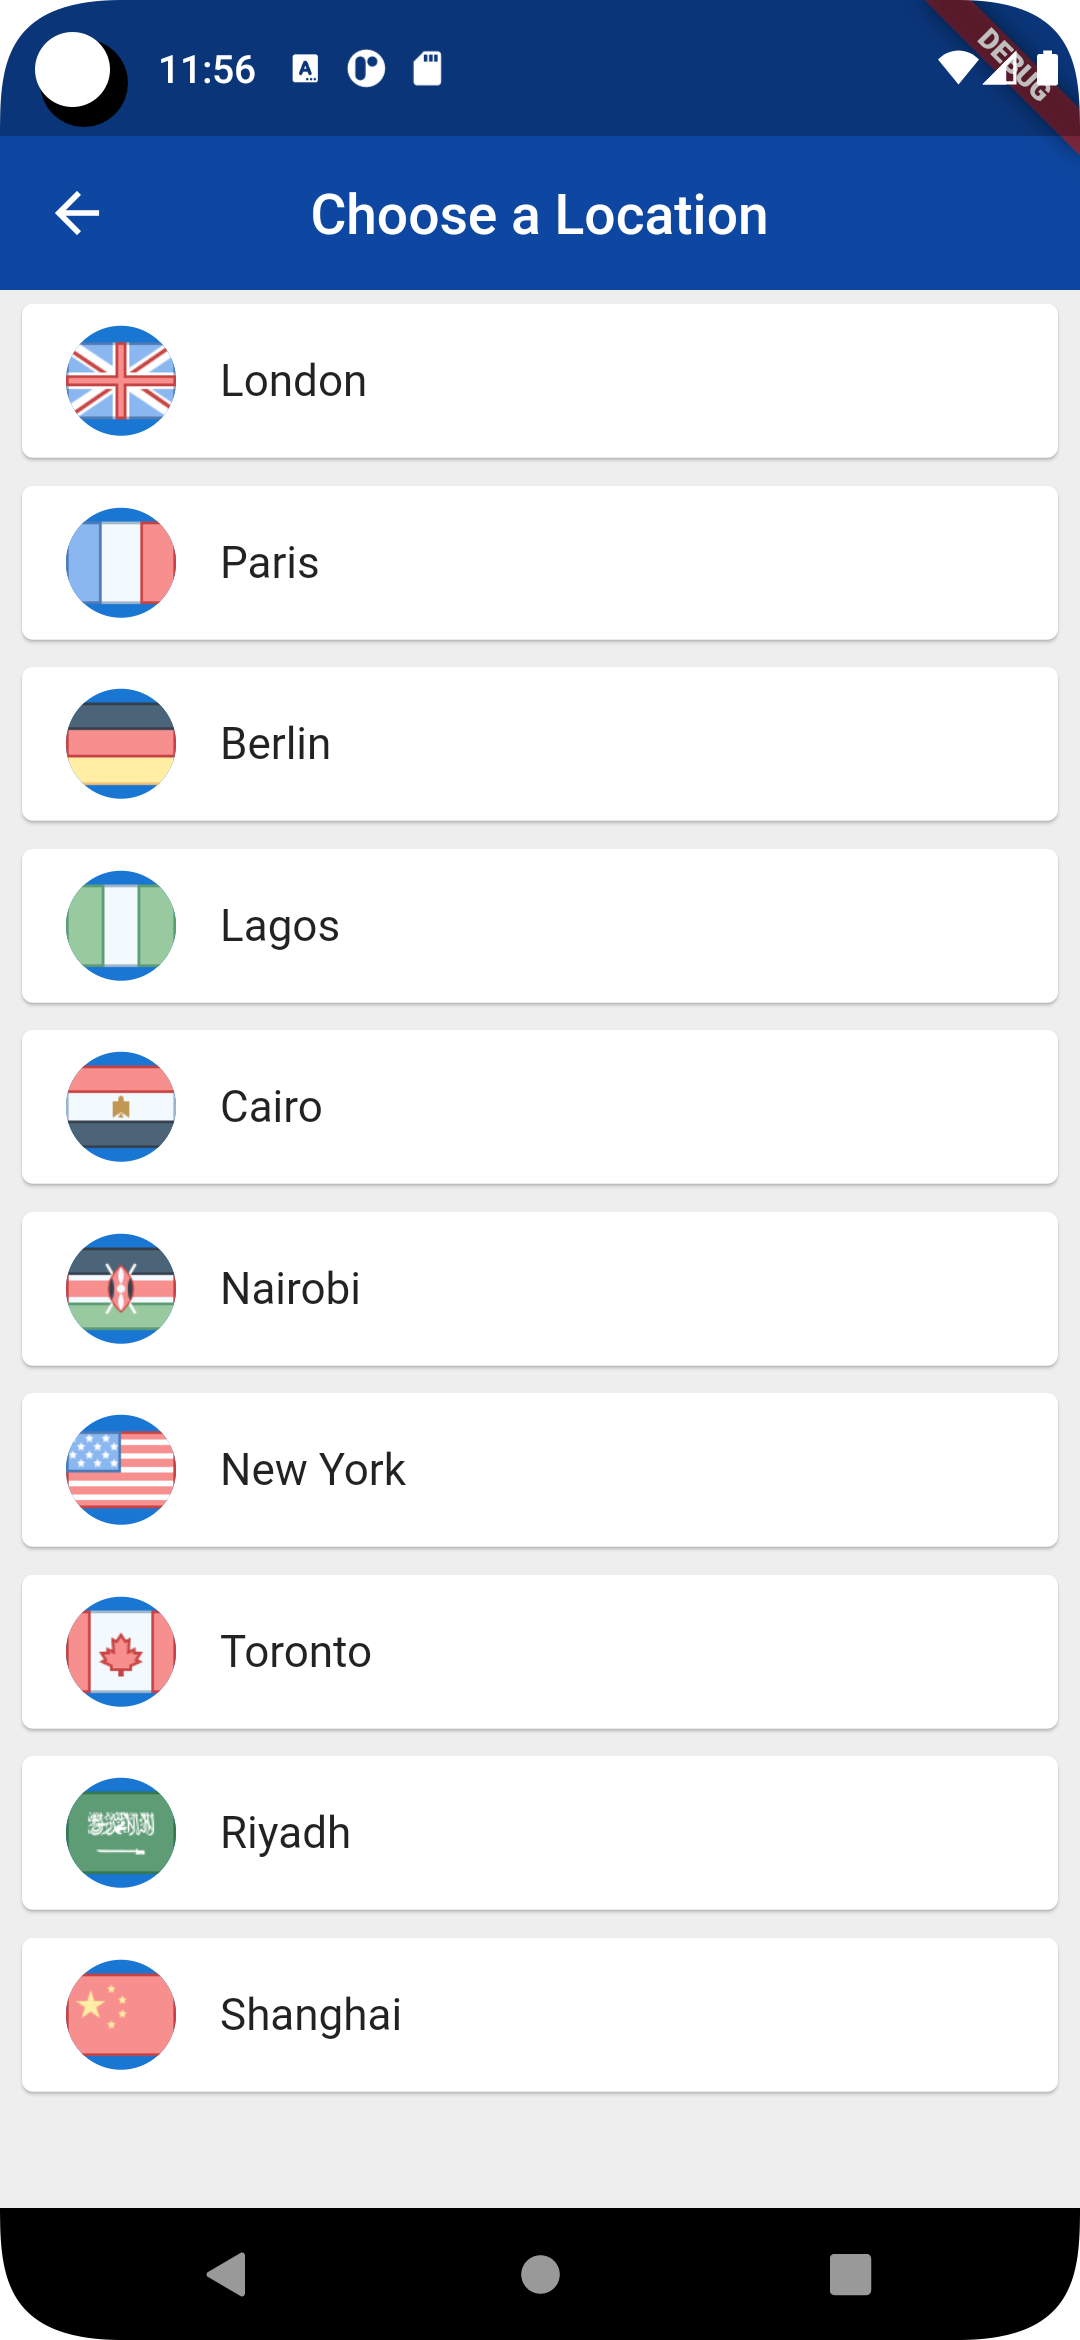 11:56
A
DEBUG
Choose a Location
London
Paris
Berlin
Lagos
Cairo
Nairobi
New York
Toronto
Riyadh
Shanghai